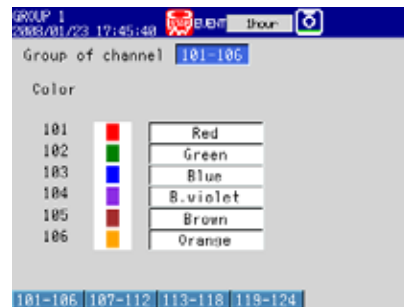 GROUP 1
2008/01/23 17:45:40 EVENT 1hour
Group of channel 101-106
Color
101 Red
102 Green
103 Blue
104 B.violet
105 Brown
106 Orange
101-106 107-112 113-118 119-124